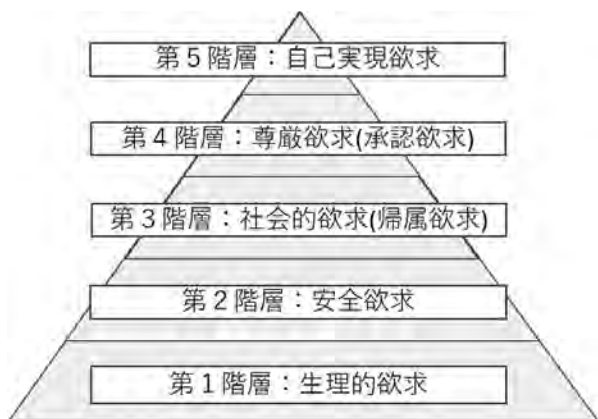 第5階層：自己実現欲求
第4階層：尊厳欲求(承認欲求)
第3階層：社会的欲求(帰属欲求)
第2階層：安全欲求
第1階層：生理的欲求